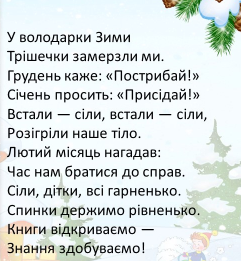 У володарки Зими
Трішечки замерзли ми.
Грудень каже: «Пострибай!»
Січень просить: «Присідай!»
Встали — сіли, встали — сіли,
Розігріли наше тіло.
Лютий місяць нагадав:
Час нам братися до справ.
Сіли, дітки, всі гарненько.
Спинки держимо рівненько.
Книги відкриваємо —
Знання здобуваємо!